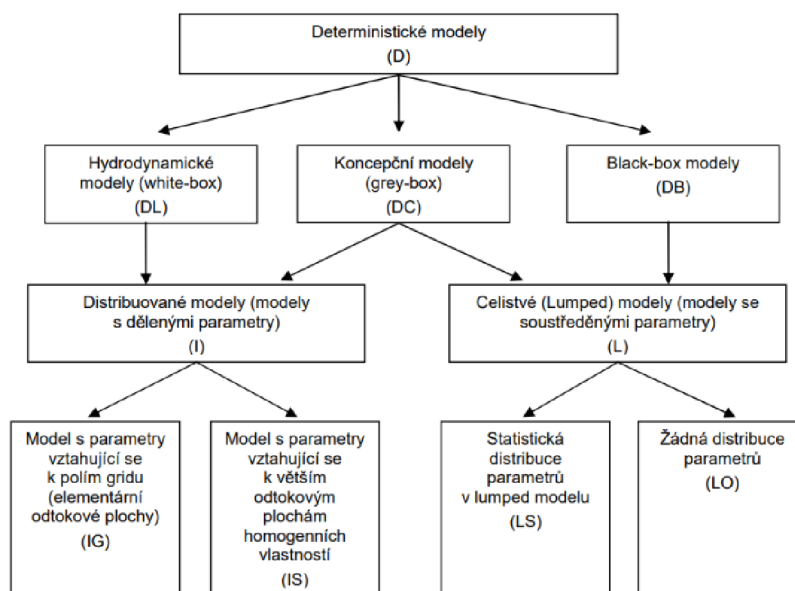 Deterministické modely
(D)
Hydrodynamické
modely (white-box)
(DL)
Koncepční modely
(grey-box)
(DC)
Black-box modely
(DB)
Distribuované modely (modely
s dělenými parametry)
(I)
Celistvé (Lumped) modely (modely se
soustředěnými parametry)
(L)
Model s parametry
vztahující se
k polím gridu
(elementární
odtokové plochy)
(IG)
Model s parametry
vztahující se
k větším
odtokovým
plochám
homogenních
vlastností
(IS)
Statistická
distribuce
parametrů
v lumped modelu
(LS)
Žádná distribuce
parametrů
(LO)